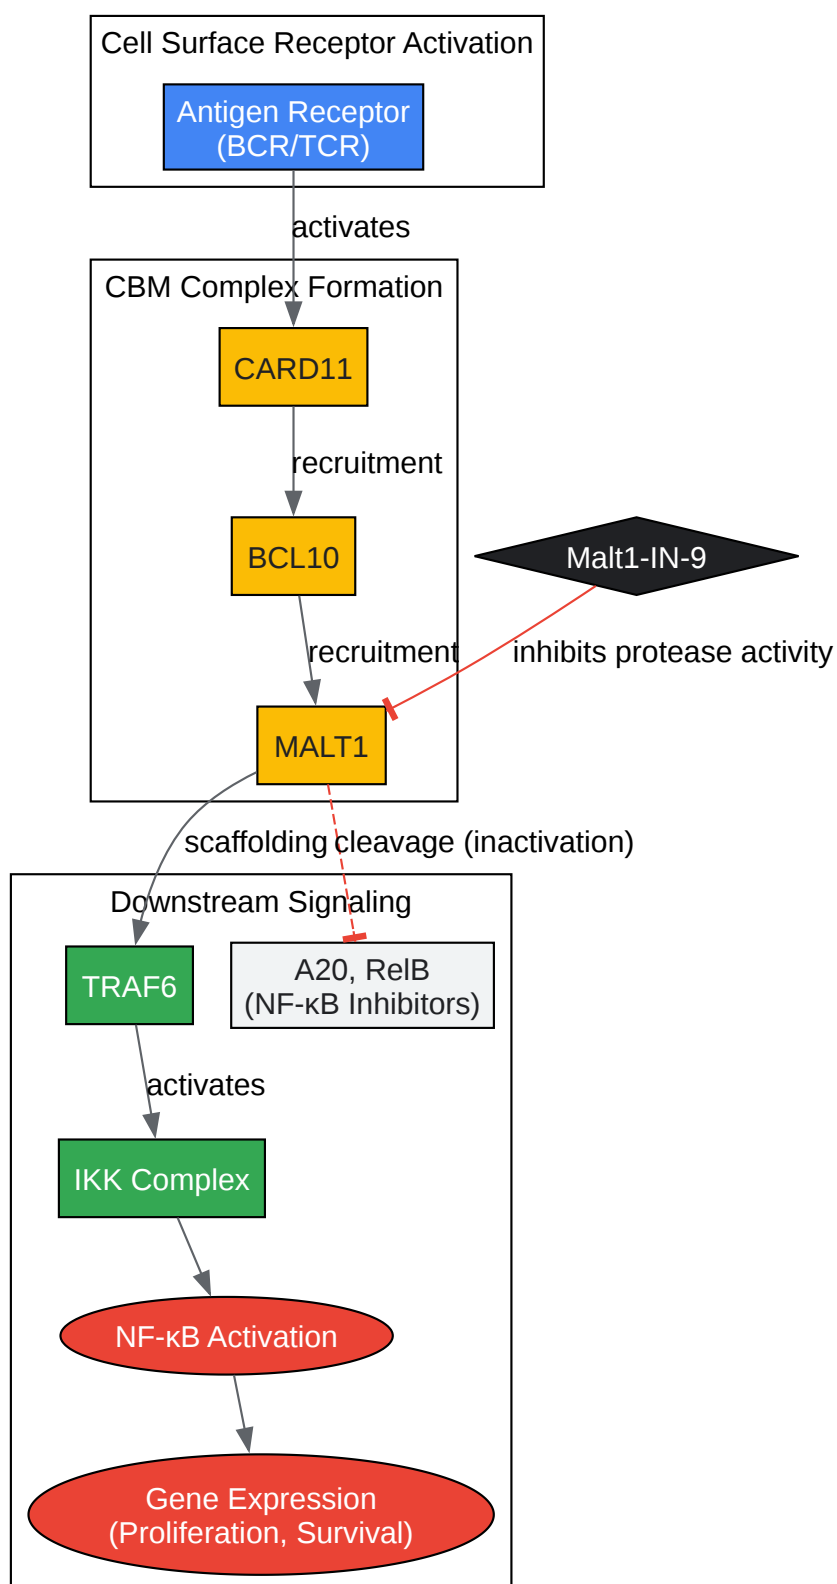 Cell Surface Receptor Activation
Antigen Receptor
(BCR/TCR)
activates
CBM Complex Formation
CARD11
recruitment
BCL10
Malt1-IN-9
recruitment
inhibits protease activity
MALT1
scaffolding
cleavage (inactivation)
Downstream Signaling
TRAF6
A20, RelB
(NF-κB Inhibitors)
activates
IKK Complex
NF-κB Activation
Gene Expression
(Proliferation, Survival)